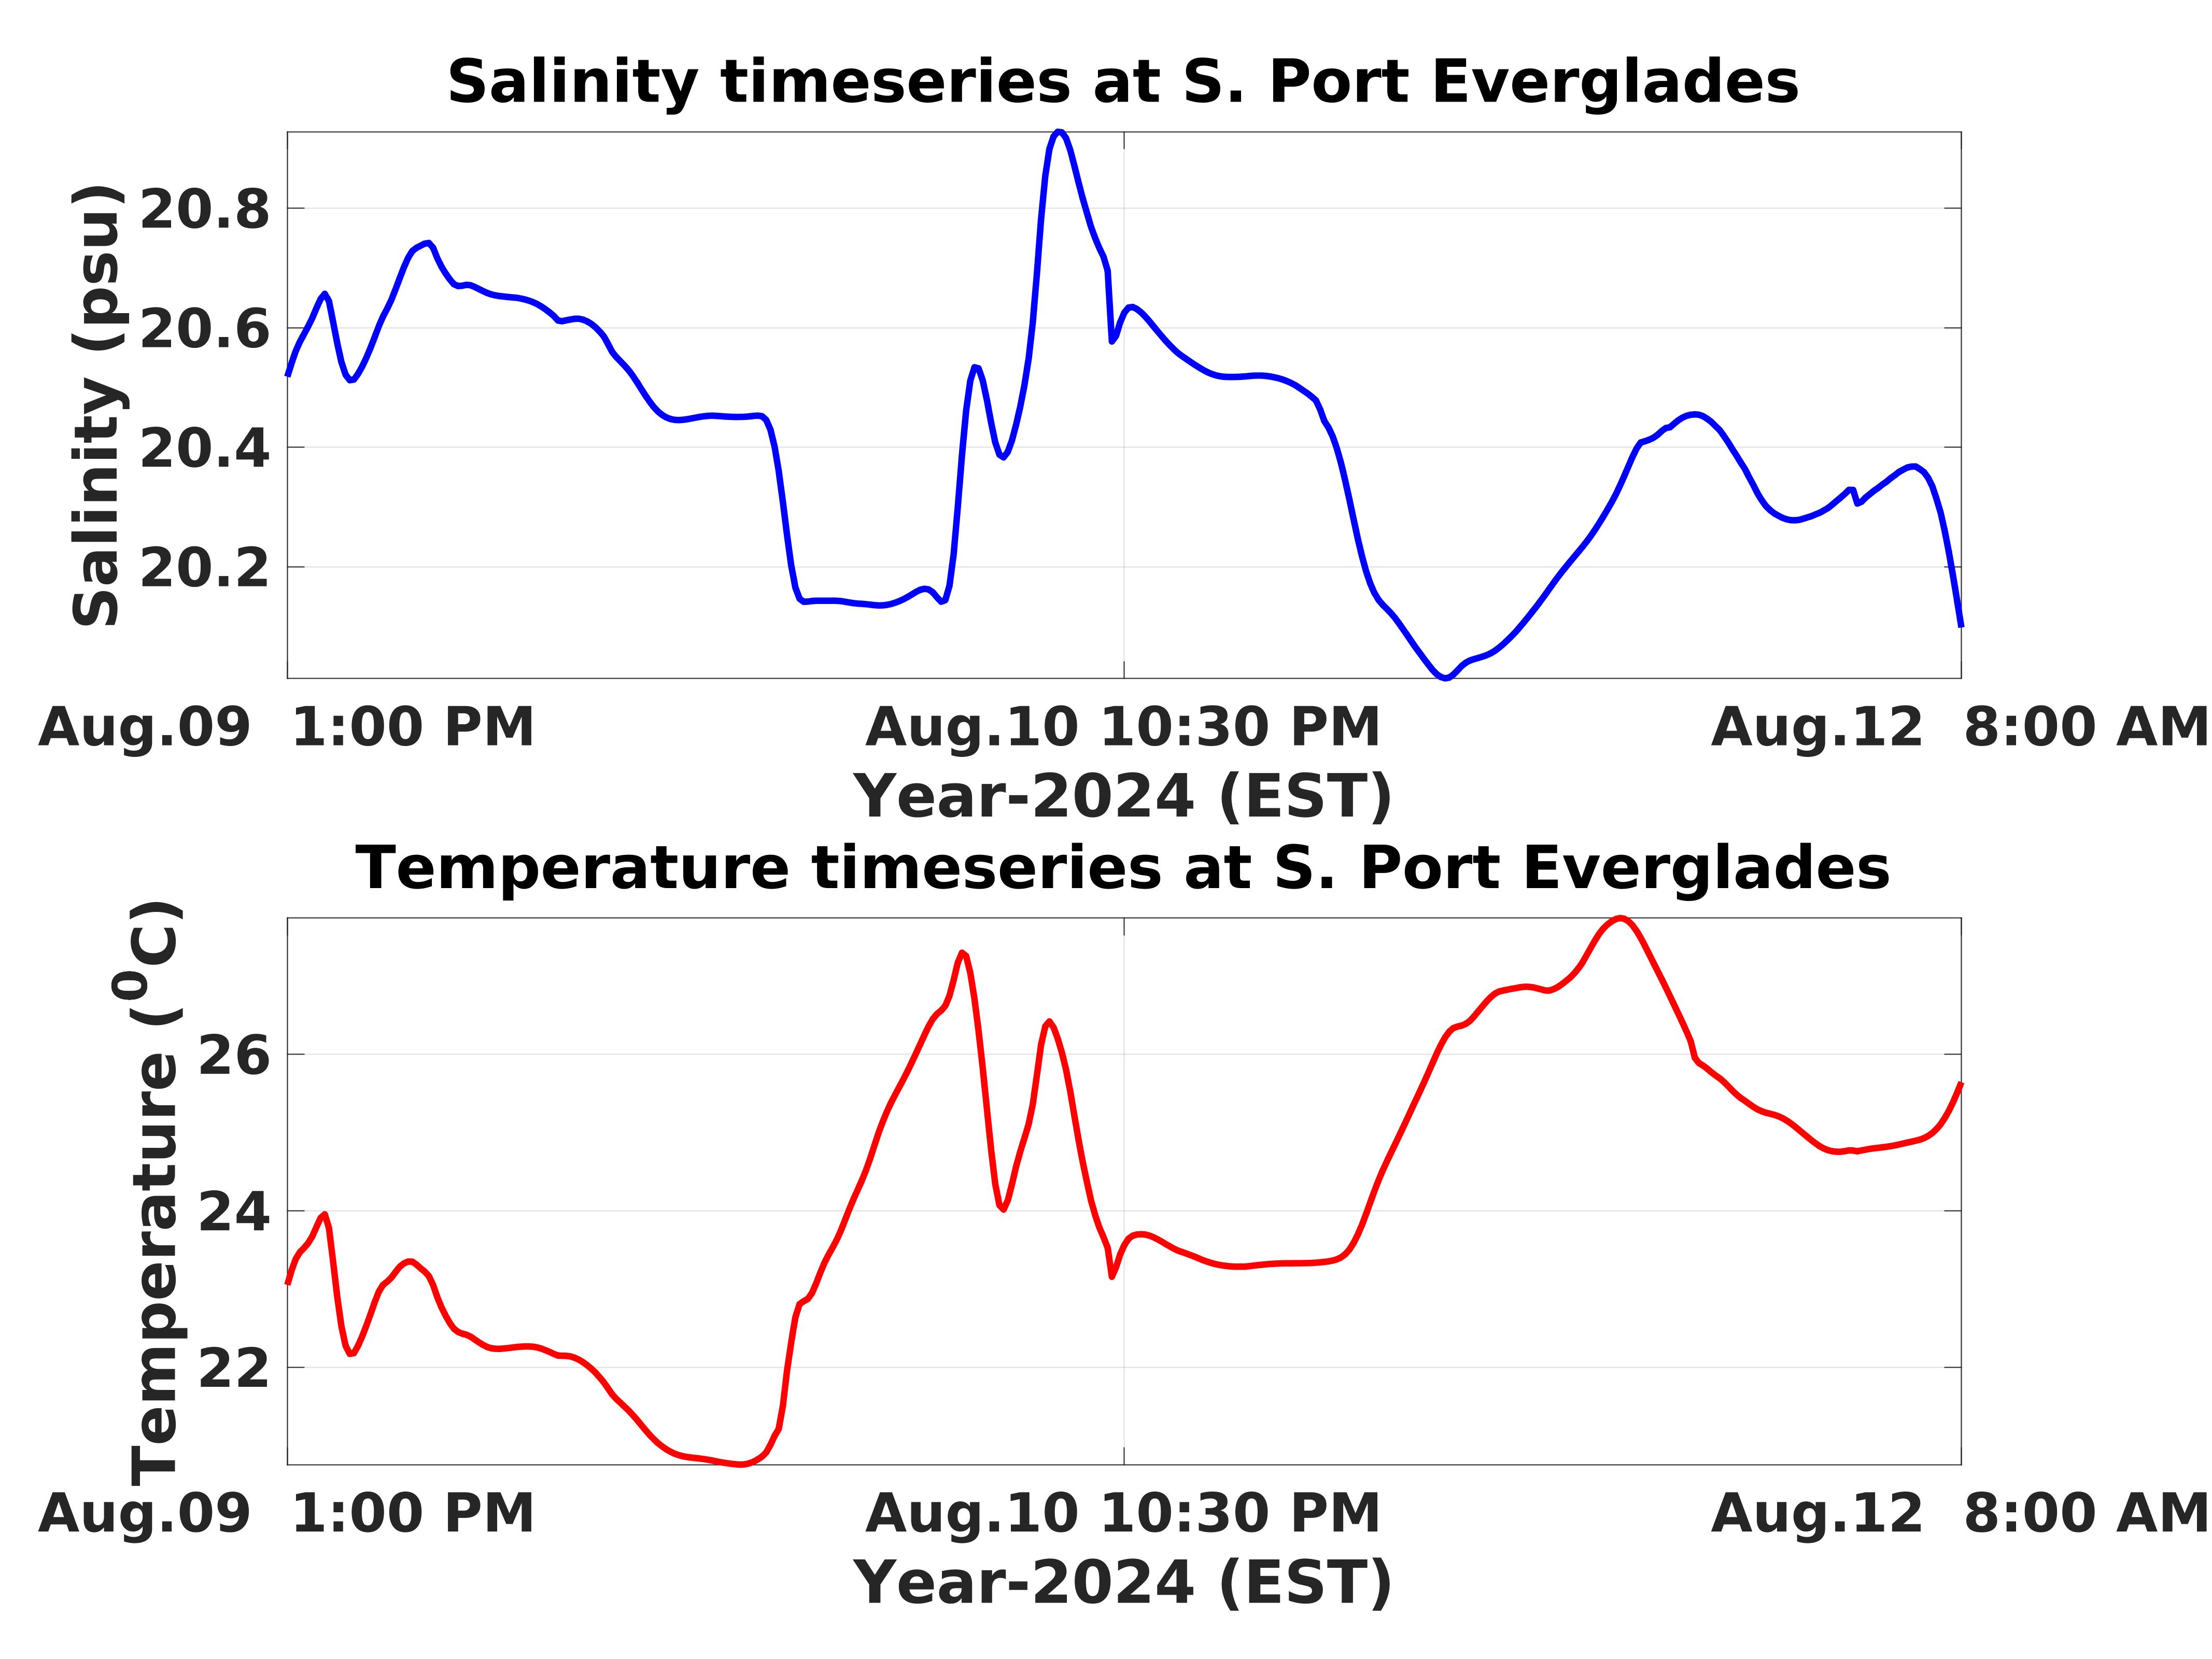 Salinity timeseries at S. Port Everglades
Salinity (psu)
20.8
20.6
20.4
20.2
Aug.09  1:00 PM Aug.10 10:30 PM Aug.12  8:00 AM
Year-2024 (EST)
Temperature timeseries at S. Port Everglades
Temperature (⁰C)
26
24
22
Aug.09  1:00 PM Aug.10 10:30 PM Aug.12  8:00 AM
Year-2024 (EST)